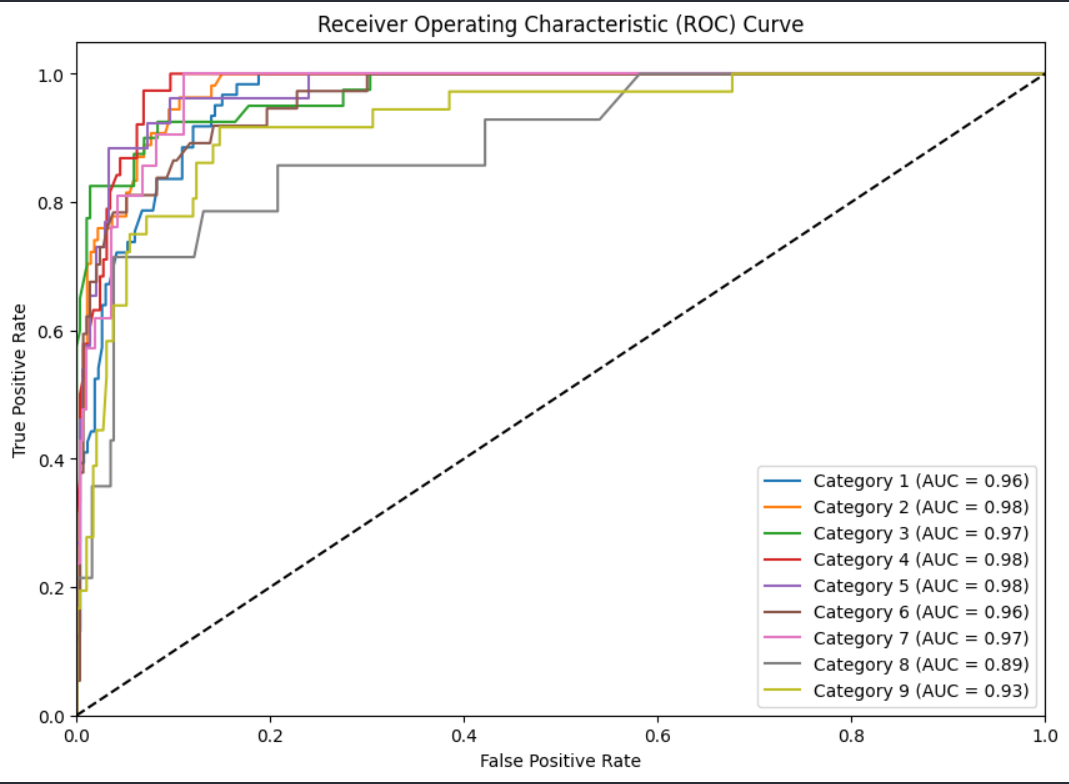 Receiver Operating Characteristic (ROC) Curve
1.0
0.8
0.6
0.4
0.2
0.0
True Positive Rate
Category 1 (AUC = 0.96)
Category 2 (AUC = 0.98)
Category 3 (AUC = 0.97)
Category 4 (AUC = 0.98)
Category 5 (AUC = 0.98)
Category 6 (AUC = 0.96)
Category 7 (AUC = 0.97)
Category 8 (AUC = 0.89)
Category 9 (AUC = 0.93)
0.0 0.2 0.4 0.6 0.8 1.0
False Positive Rate